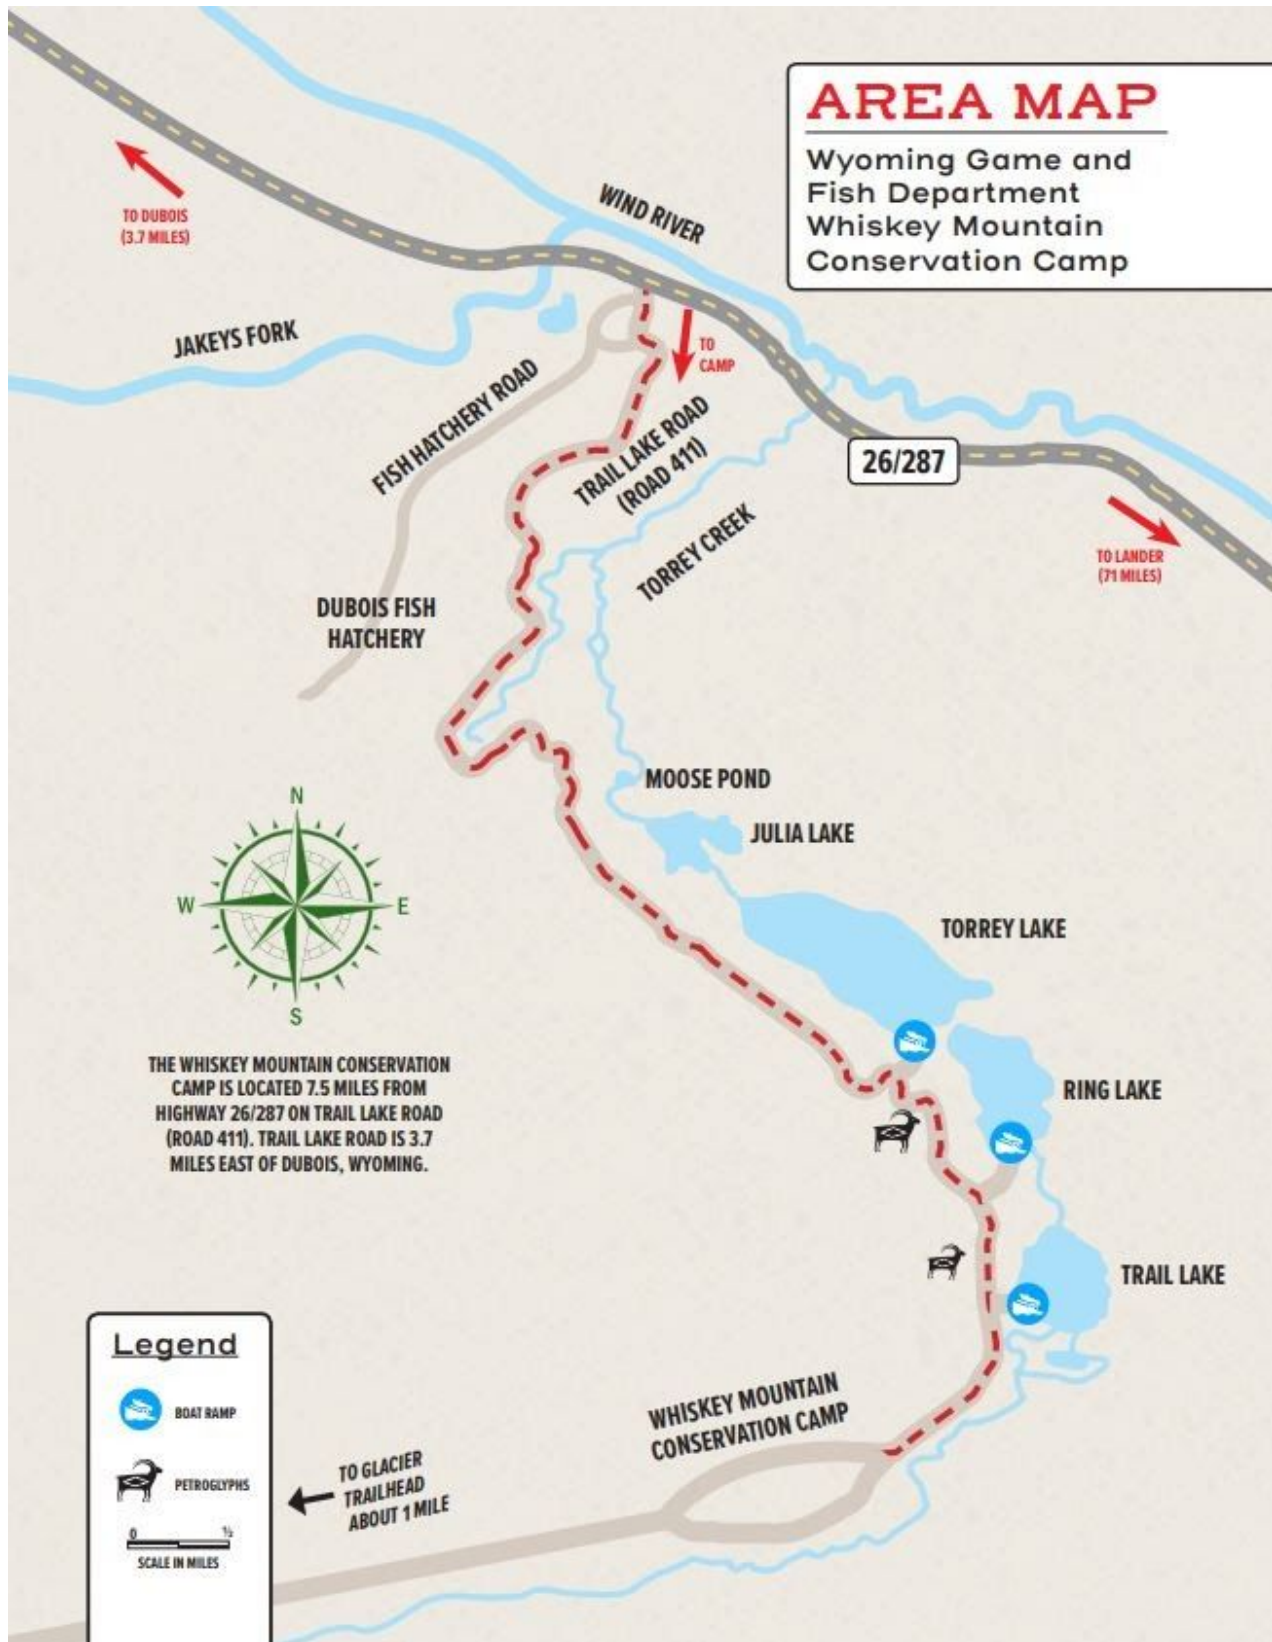 AREA MAP
Wyoming Game and
Fish Department
Whiskey Mountain
Conservation Camp
WIND RIVER
TO DUBOIS
(3.7 MILES)
JAKEYS FORK
TO
CAMP
FISH HATCHERY ROAD
TRAIL LAKE ROAD
(ROAD 411)
26/287
TORREY CREEK
TO LANDER
(71 MILES)
DUBOIS FISH
HATCHERY
MOOSE POND
JULIA LAKE
TORREY LAKE
N
W
E
S
THE WHISKEY MOUNTAIN CONSERVATION
CAMP IS LOCATED 7.5 MILES FROM
HIGHWAY 26/287 ON TRAIL LAKE ROAD
(ROAD 411). TRAIL LAKE ROAD IS 3.7
MILES EAST OF DUBOIS, WYOMING.
RING LAKE
TRAIL LAKE
WHISKEY MOUNTAIN
CONSERVATION CAMP
TO GLACIER
TRAILHEAD
ABOUT 1 MILE
Legend
BOAT RAMP
PETROGLYPHS
0 ½
SCALE IN MILES